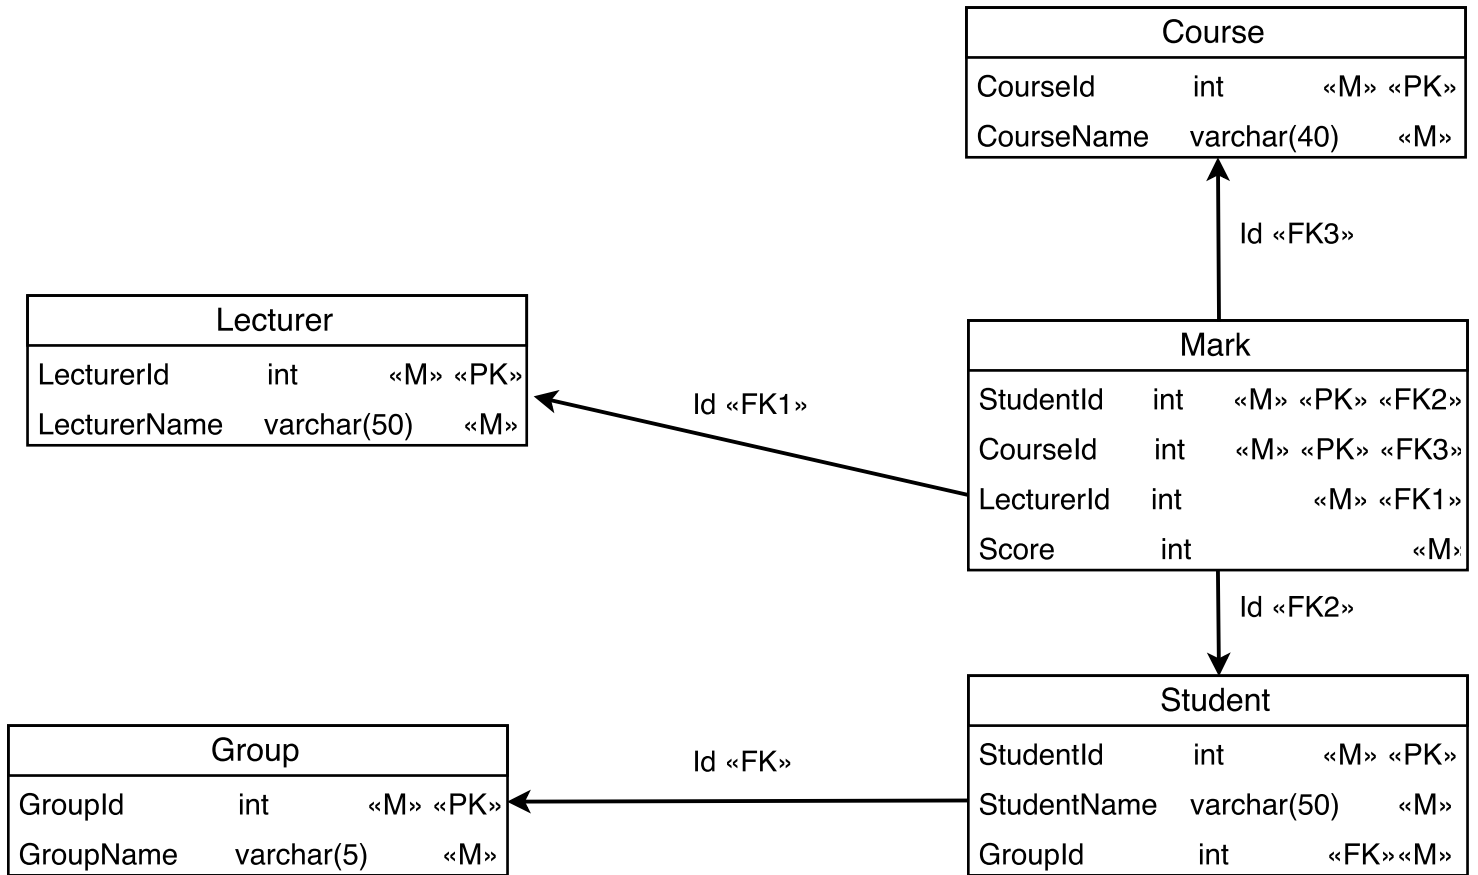 Course
CourseId int «M» «PK»
CourseName varchar(40) «M»
Id «FK3»
Lecturer
LecturerId int «M» «PK»
LecturerName varchar(50) «M»
Id «FK1»
Mark
StudentId int «M» «PK» «FK2»
CourseId int «M» «PK» «FK3»
LecturerId int «M» «FK1»
Score int «M»
Id «FK2»
Student
StudentId int «M» «PK»
StudentName varchar(50) «M»
GroupId int «FK»«M»
Id «FK»
Group
GroupId int «M» «PK»
GroupName varchar(5) «M»